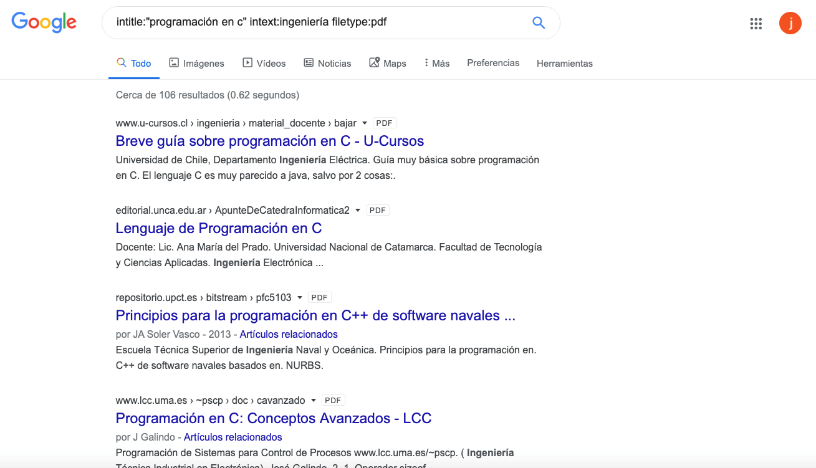 Google
intitle:"programación en c" intext:ingeniería filetype:pdf
j
Todo Imágenes Vídeos Noticias Maps Más Preferencias Herramientas
Cerca de 106 resultados (0.62 segundos)
www.u-cursos.cl › ingenieria › material_docente › bajar PDF
Breve guía sobre programación en C - U-Cursos
Universidad de Chile, Departamento Ingeniería Eléctrica. Guía muy básica sobre programación
en C. El lenguaje C es muy parecido a java, salvo por 2 cosas:.
editorial.unca.edu.ar › ApunteDeCatedraInformatica2 PDF
Lenguaje de Programación en C
Docente: Lic. Ana María del Prado. Universidad Nacional de Catamarca. Facultad de Tecnología
y Ciencias Aplicadas. Ingeniería Electrónica ...
repositorio.upct.es › bitstream › pfc5103 PDF
Principios para la programación en C++ de software navales ...
por JA Soler Vasco - 2013 - Artículos relacionados
Escuela Técnica Superior de Ingeniería Naval y Oceánica. Principios para la programación en.
C++ de software navales basados en. NURBS.
www.lcc.uma.es › ~pscp › doc › cavanzado PDF
Programación en C: Conceptos Avanzados - LCC
por J Galindo - Artículos relacionados
Programación de Sistemas para Control de Procesos www.lcc.uma.es/~pscp. ( Ingeniería
Técnica Industrial en Electrónica). José Galindo. 2. 1. Operador sizeof